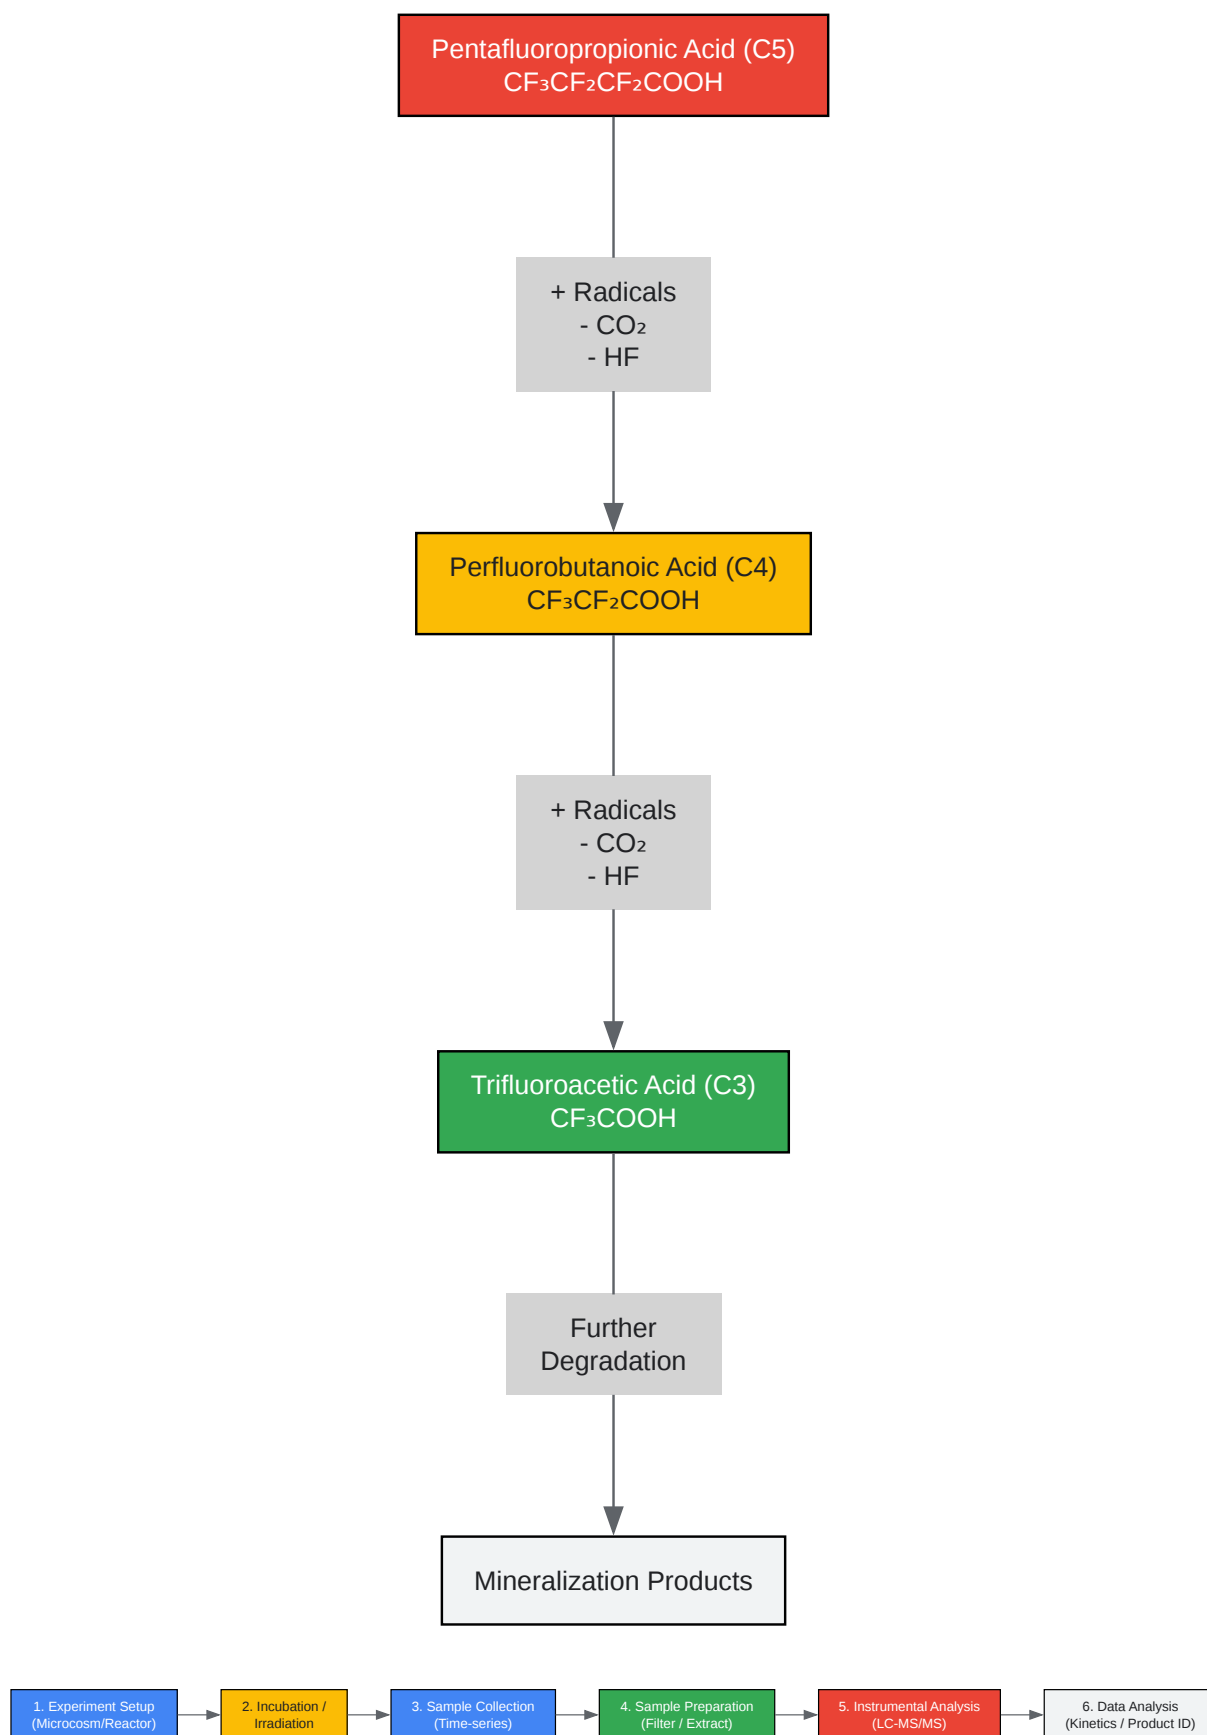 Pentafluoropropionic Acid (C5)
CF₃CF₂CF₂COOH
+ Radicals
- CO₂
- HF
Perfluorobutanoic Acid (C4)
CF₃CF₂COOH
+ Radicals
- CO₂
- HF
Trifluoroacetic Acid (C3)
CF₃COOH
Further
Degradation
Mineralization Products
1. Experiment Setup
(Microcosm/Reactor)
2. Incubation /
Irradiation
3. Sample Collection
(Time-series)
4. Sample Preparation
(Filter / Extract)
5. Instrumental Analysis
(LC-MS/MS)
6. Data Analysis
(Kinetics / Product ID)